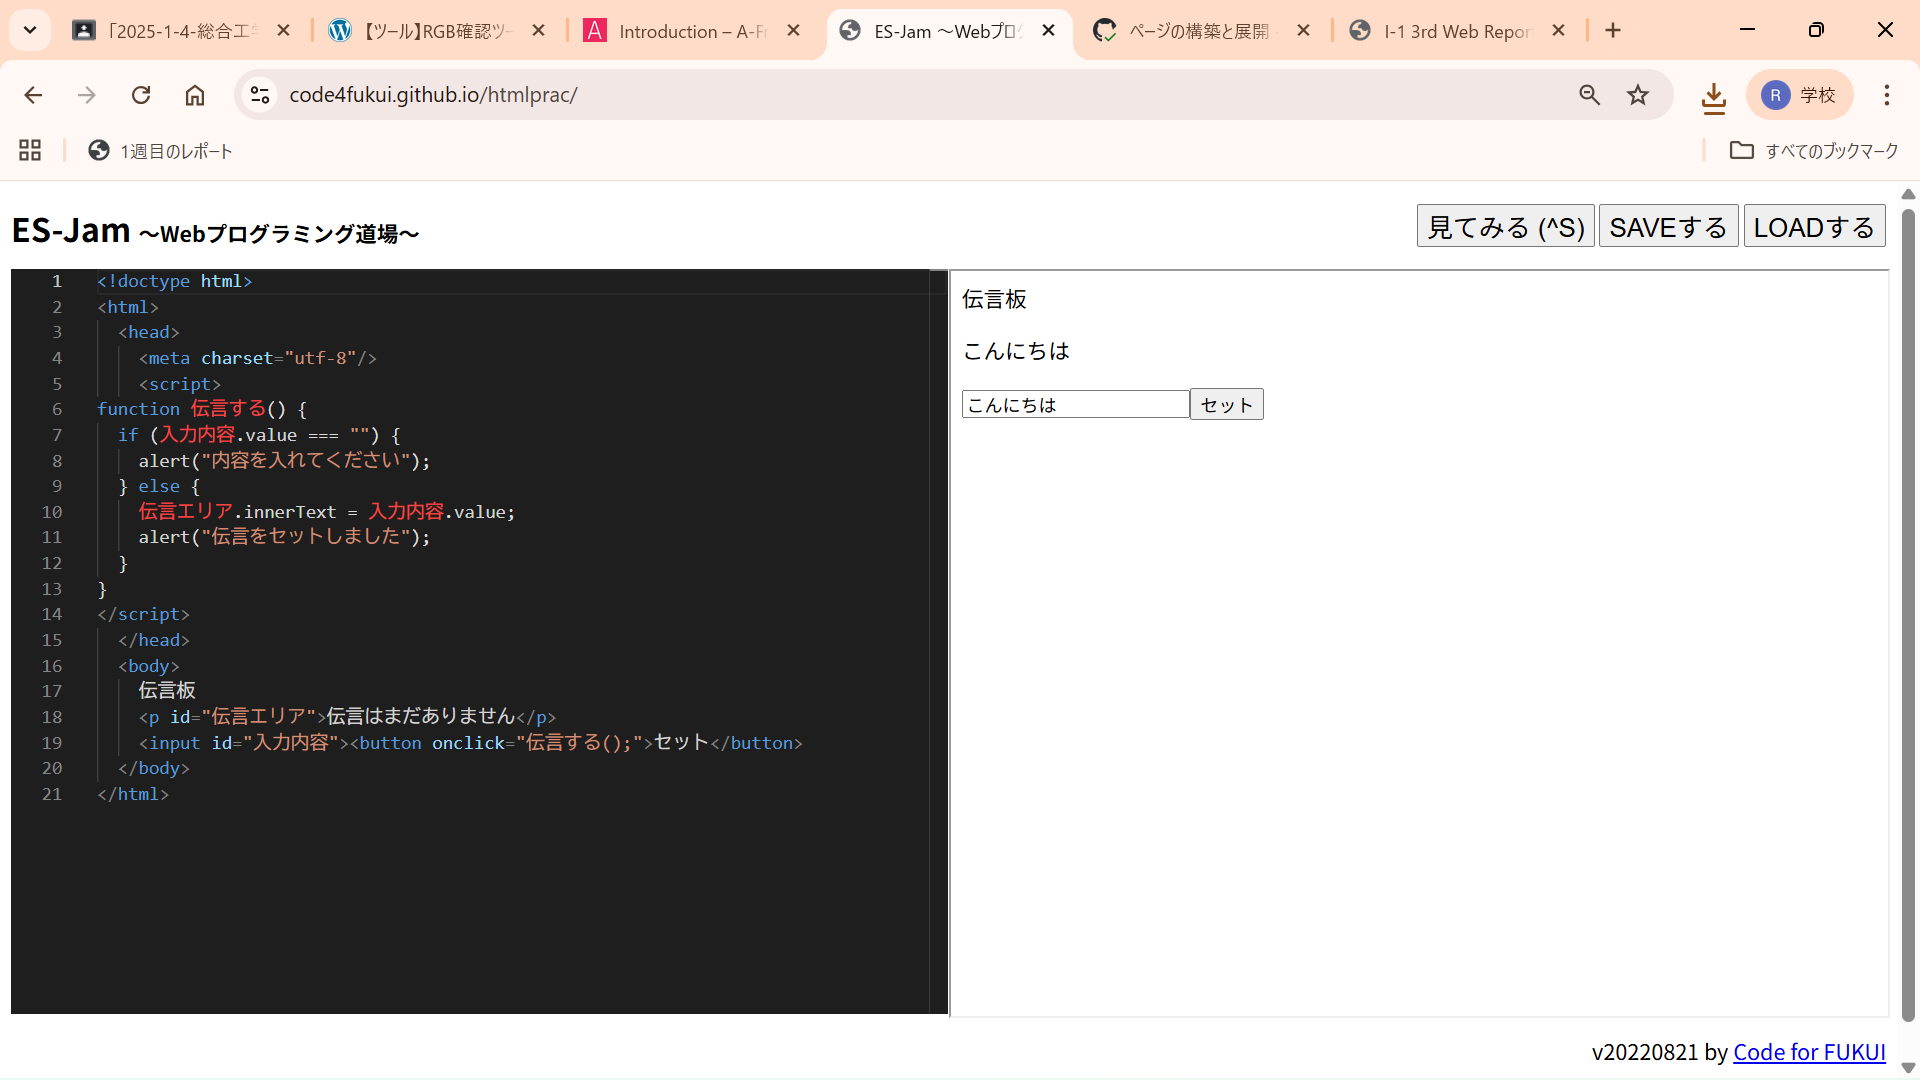 「2025-1-4-総合工
【ツール】RGB確認ツー
Introduction – A-Fr
ES-Jam ～Webプログ
ページの構築と展開
I-1 3rd Web Repor
code4fukui.github.io/htmlprac/
R 学校
1週目のレポート
すべてのブックマーク
ES-Jam ～Webプログラミング道場～
見てみる (^S) SAVEする LOADする
1 <!doctype html>
2 <html>
3 <head>
4 <meta charset="utf-8"/>
5 <script>
6 function 伝言する() {
7 if (入力内容.value === "") {
8 alert("内容を入れてください");
9 } else {
10 伝言エリア.innerText = 入力内容.value;
11 alert("伝言をセットしました");
12 }
13 }
14 </script>
15 </head>
16 <body>
17 伝言板
18 <p id="伝言エリア">伝言はまだありません</p>
19 <input id="入力内容"><button onclick="伝言する();">セット</button>
20 </body>
21 </html>
伝言板
こんにちは
こんにちは セット
v20220821 by Code for FUKUI